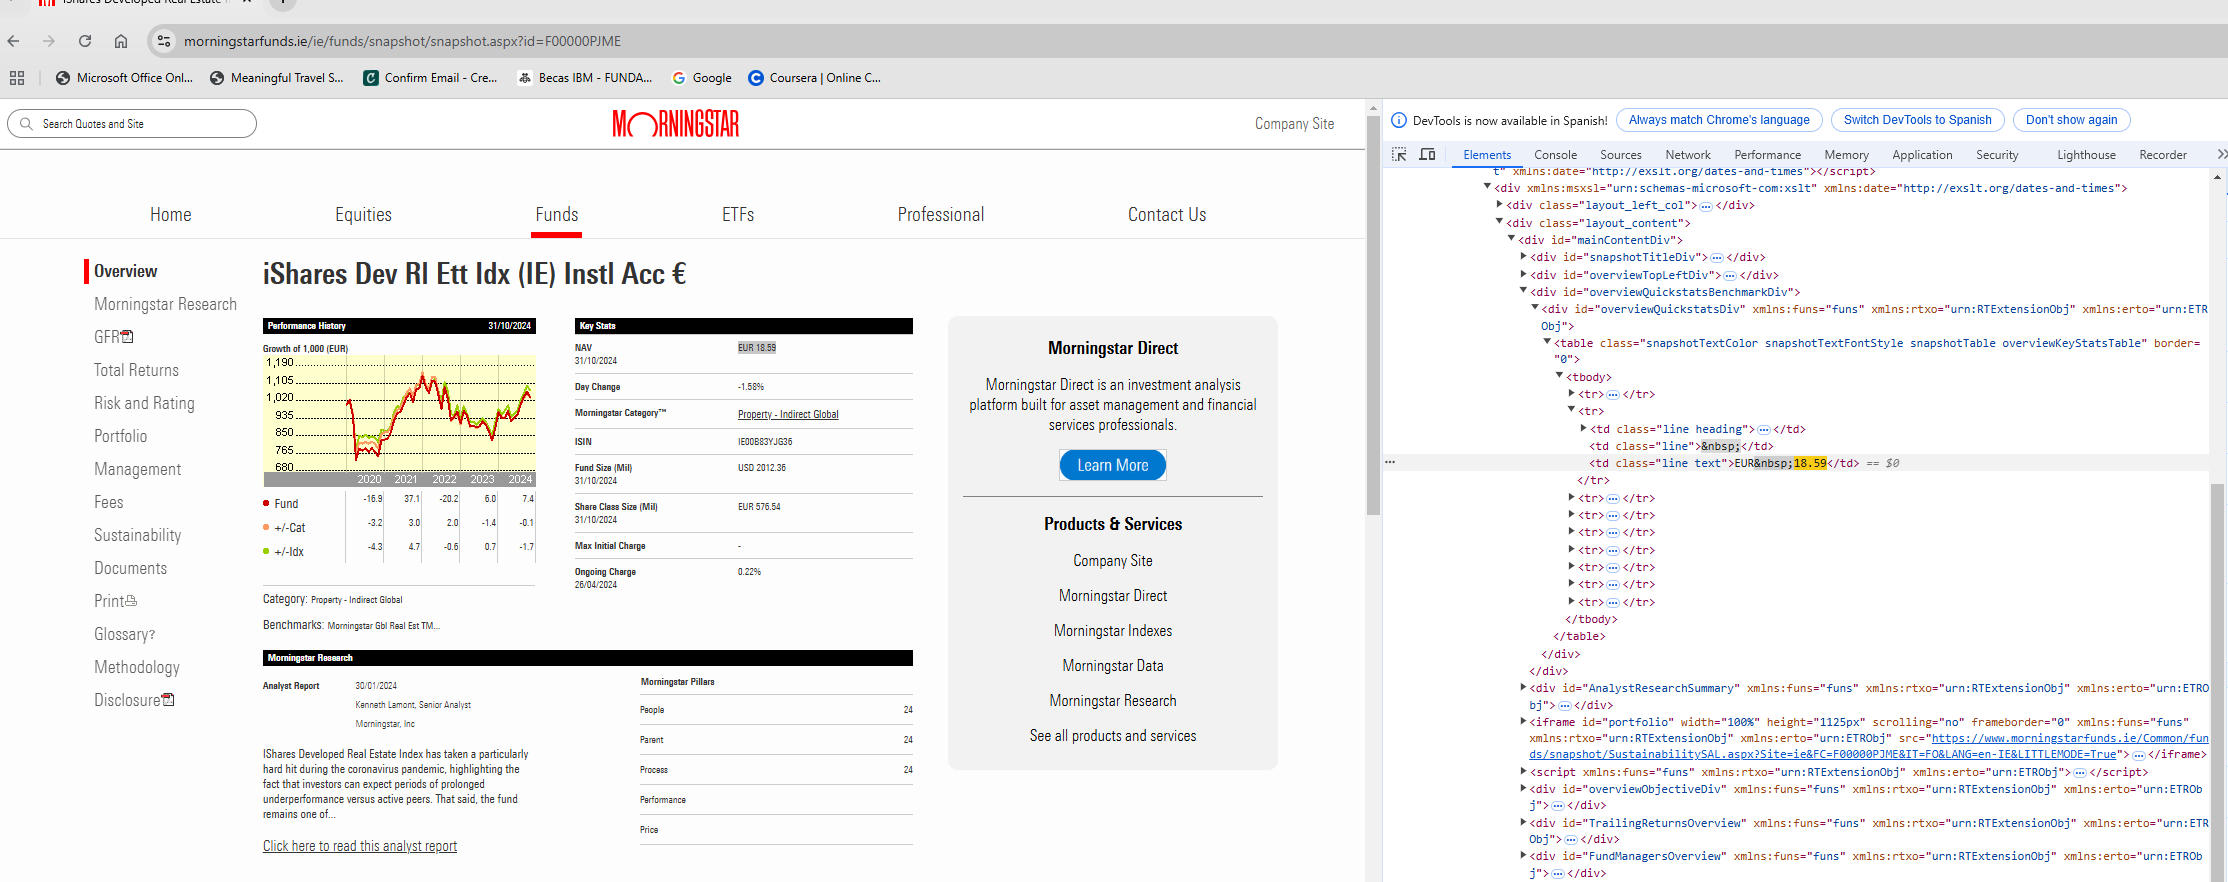 iShares Developed Real Estate I
morningstarfunds.ie/ie/funds/snapshot/snapshot.aspx?id=F00000PJME
Microsoft Office Onl...
Meaningful Travel S...
Confirm Email - Cre...
Becas IBM - FUNDA...
Google
Coursera | Online C...
Search Quotes and Site
MORNINGSTAR
Company Site
Home
Equities
Funds
ETFs
Professional
Contact Us
Overview
Morningstar Research
GFR
Total Returns
Risk and Rating
Portfolio
Management
Fees
Sustainability
Documents
Print
Glossary?
Methodology
Disclosure
iShares Dev Rl Ett Idx (IE) Instl Acc €
Performance History 31/10/2024
Growth of 1,000 (EUR)
1,190
1,105
1,020
935
850
765
680
2020 2021 2022 2023 2024
Fund -16.9 37.1 -20.2 6.0 7.4
+/-Cat -3.2 3.0 2.0 -1.4 -0.1
+/-Idx -4.3 4.7 -0.6 0.7 -1.7
Category: Property - Indirect Global
Benchmarks: Morningstar Gbl Real Est TM...
Key Stats
NAV EUR 18.59
31/10/2024
Day Change -1.58%
Morningstar Category™ Property - Indirect Global
ISIN IE00B83YJG36
Fund Size (Mil) USD 2012.36
31/10/2024
Share Class Size (Mil) EUR 576.54
31/10/2024
Max Initial Charge -
Ongoing Charge 0.22%
26/04/2024
Morningstar Research
Analyst Report 30/01/2024
Kenneth Lamont, Senior Analyst
Morningstar, Inc
IShares Developed Real Estate Index has taken a particularly
hard hit during the coronavirus pandemic, highlighting the
fact that investors can expect periods of prolonged
underperformance versus active peers. That said, the fund
remains one of...
Click here to read this analyst report
Morningstar Pillars
People 24
Parent 24
Process 24
Performance
Price
Morningstar Direct
Morningstar Direct is an investment analysis
platform built for asset management and financial
services professionals.
Learn More
Products & Services
Company Site
Morningstar Direct
Morningstar Indexes
Morningstar Data
Morningstar Research
See all products and services
DevTools is now available in Spanish!
Always match Chrome's language
Switch DevTools to Spanish
Don't show again
Elements Console Sources Network Performance Memory Application Security Lighthouse Recorder
t" xmlns:date="http://exslt.org/dates-and-times"></script>
<div xmlns:msxsl="urn:schemas-microsoft-com:xslt" xmlns:date="http://exslt.org/dates-and-times">
<div class="layout_left_col">…</div>
<div class="layout_content">
<div id="mainContentDiv">
<div id="snapshotTitleDiv">…</div>
<div id="overviewTopLeftDiv">…</div>
<div id="overviewQuickstatsBenchmarkDiv">
<div id="overviewQuickstatsDiv" xmlns:funs="funs" xmlns:rtxo="urn:RTExtensionObj" xmlns:erto="urn:ETR
Obj">
<table class="snapshotTextColor snapshotTextFontStyle snapshotTable overviewKeyStatsTable" border=
"0">
<tbody>
<tr>…</tr>
<tr>
<td class="line heading">…</td>
<td class="line">&nbsp;</td>
<td class="line text">EUR&nbsp;18.59</td> == $0
</tr>
<tr>…</tr>
<tr>…</tr>
<tr>…</tr>
<tr>…</tr>
<tr>…</tr>
<tr>…</tr>
<tr>…</tr>
</tbody>
</table>
</div>
</div>
<div id="AnalystResearchSummary" xmlns:funs="funs" xmlns:rtxo="urn:RTExtensionObj" xmlns:erto="urn:ETRO
bj">…</div>
<iframe id="portfolio" width="100%" height="1125px" scrolling="no" frameborder="0" xmlns:funs="funs"
xmlns:rtxo="urn:RTExtensionObj" xmlns:erto="urn:ETRObj" src="https://www.morningstarfunds.ie/Common/fun
ds/snapshot/SustainabilitySAL.aspx?Site=ie&FC=F00000PJME&IT=FO&LANG=en-IE&LITTLEMODE=True">…</iframe>
<script xmlns:funs="funs" xmlns:rtxo="urn:RTExtensionObj" xmlns:erto="urn:ETRObj">…</script>
<div id="overviewObjectiveDiv" xmlns:funs="funs" xmlns:rtxo="urn:RTExtensionObj" xmlns:erto="urn:ETROb
j">…</div>
<div id="TrailingReturnsOverview" xmlns:funs="funs" xmlns:rtxo="urn:RTExtensionObj" xmlns:erto="urn:ETR
Obj">…</div>
<div id="FundManagersOverview" xmlns:funs="funs" xmlns:rtxo="urn:RTExtensionObj" xmlns:erto="urn:ETROb
j">…</div>